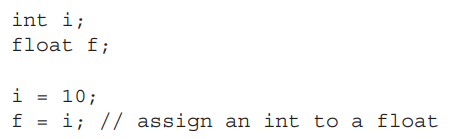 int i;
float f;
i = 10;
f = i; // assign an int to a float